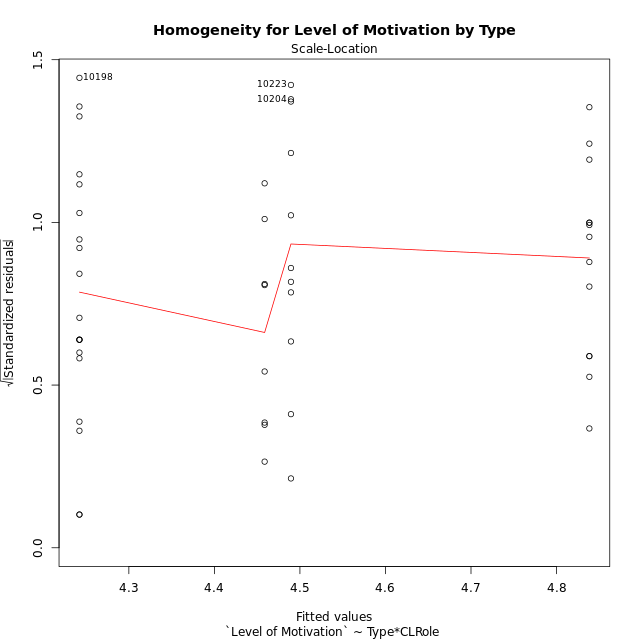 Homogeneity for Level of Motivation by Type
Scale-Location
10198
10223
10204
0.0 0.5 1.0 1.5
√|Standardized residuals|
4.3 4.4 4.5 4.6 4.7 4.8
Fitted values
`Level of Motivation` ~ Type*CLRole